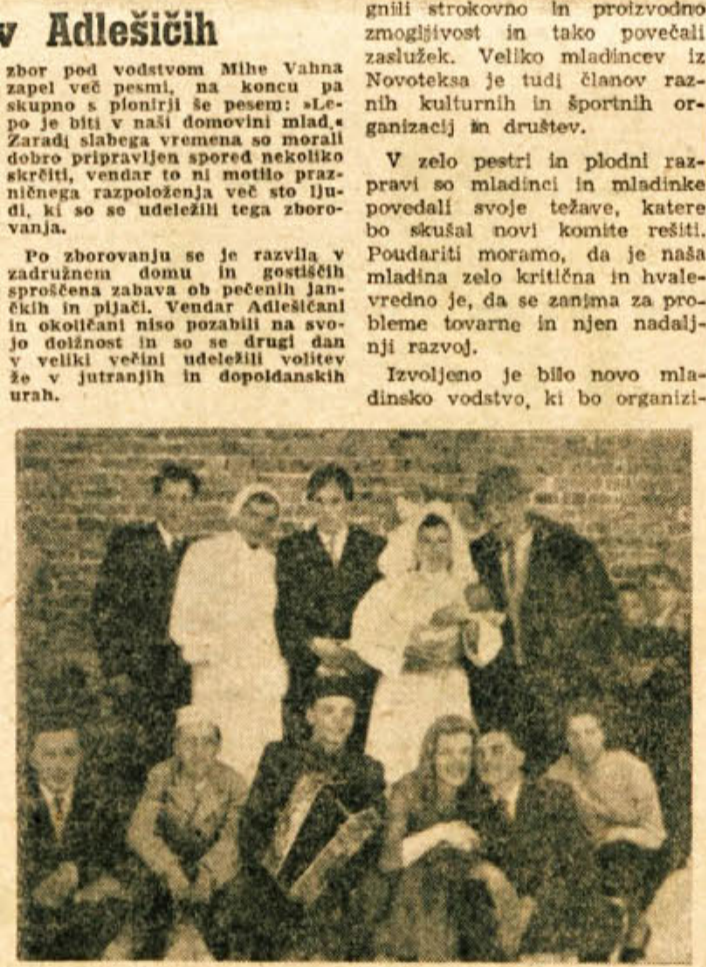 v Adlešičih
zbor pod vodstvom Mihe Vahna
zapel več pesmi, na koncu pa
skupno s pionirji še pesem: »Le-
po je biti v naši domovini mlad.«
Zaradi slabega vremena so morali
dobro pripravljen spored nekoliko
skrčiti, vendar to ni motilo praz-
ničnega razpoloženja več sto lju-
di, ki so se udeležili tega zboro-
vanja.
Po zborovanju se je razvila v
zadružnem domu in gostiščih
sproščena zabava ob pečenih jan-
čkih in pijači. Vendar Adlešičani
in okoličani niso pozabili na svo-
jo dolžnost in so se drugi dan
v veliki večini udeležili volitev
že v jutranjih in dopoldanskih
urah.
gnili strokovno in proizvodno
zmogljivost in tako povečali
zaslužek. Veliko mladincev iz
Novoteksa je tudi članov raz-
nih kulturnih in športnih or-
ganizacij in društev.
V zelo pestri in plodni raz-
pravi so mladinci in mladinke
povedali svoje težave, katere
bo skušal novi komite rešiti.
Poudariti moramo, da je naša
mladina zelo kritična in hvale-
vredno je, da se zanima za pro-
bleme tovarne in njen nadalj-
nji razvoj.
Izvoljeno je bilo novo mla-
dinsko vodstvo, ki bo organizi-